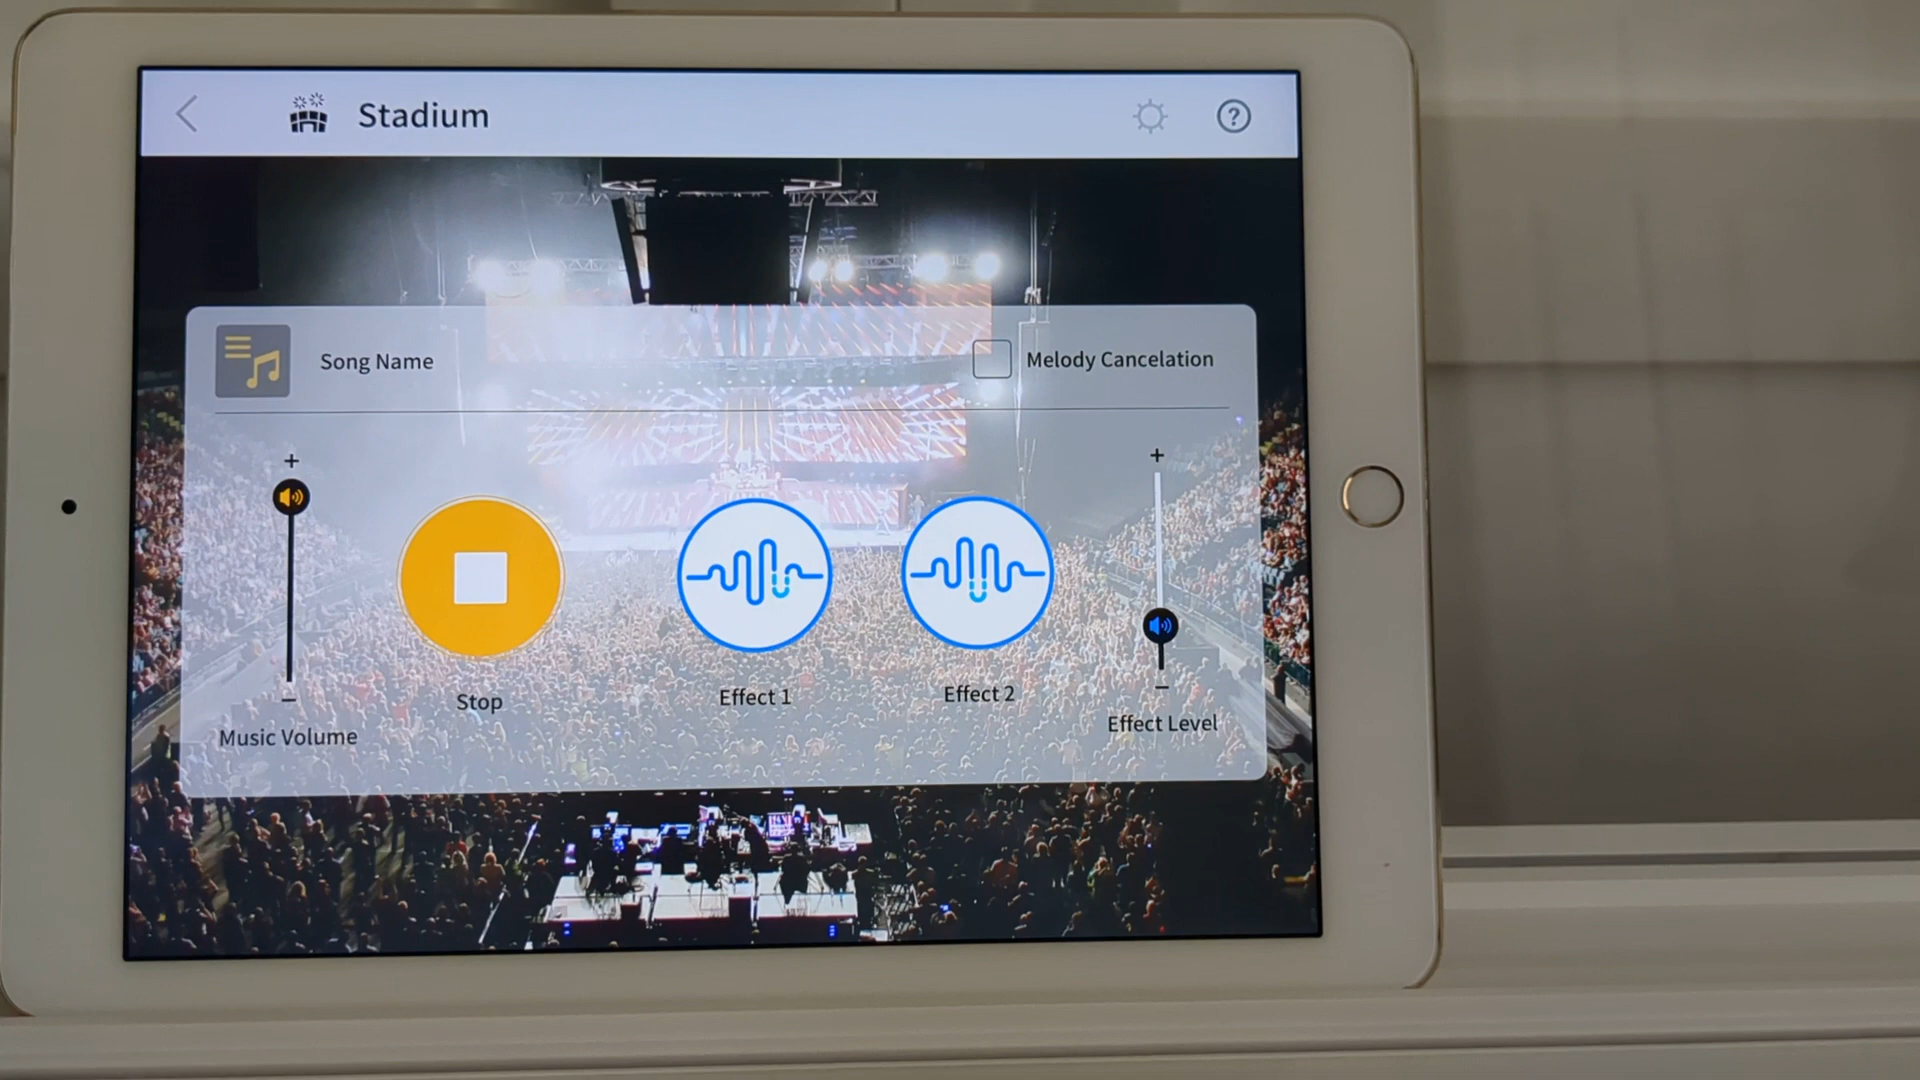 Stadium
Song Name
Melody Cancelation
Stop
Effect 1
Effect 2
Music Volume
Effect Level